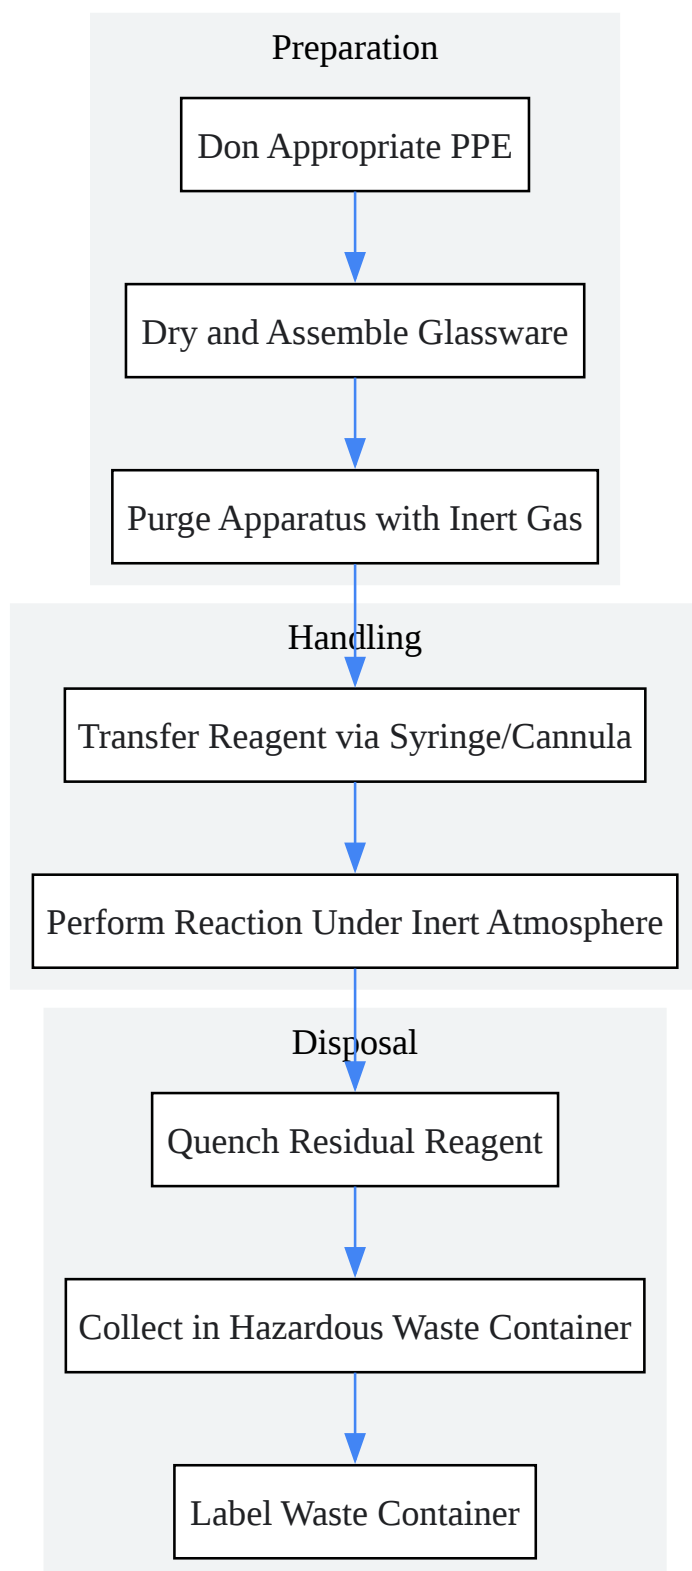 Preparation
Don Appropriate PPE
Dry and Assemble Glassware
Purge Apparatus with Inert Gas
Handling
Transfer Reagent via Syringe/Cannula
Perform Reaction Under Inert Atmosphere
Disposal
Quench Residual Reagent
Collect in Hazardous Waste Container
Label Waste Container